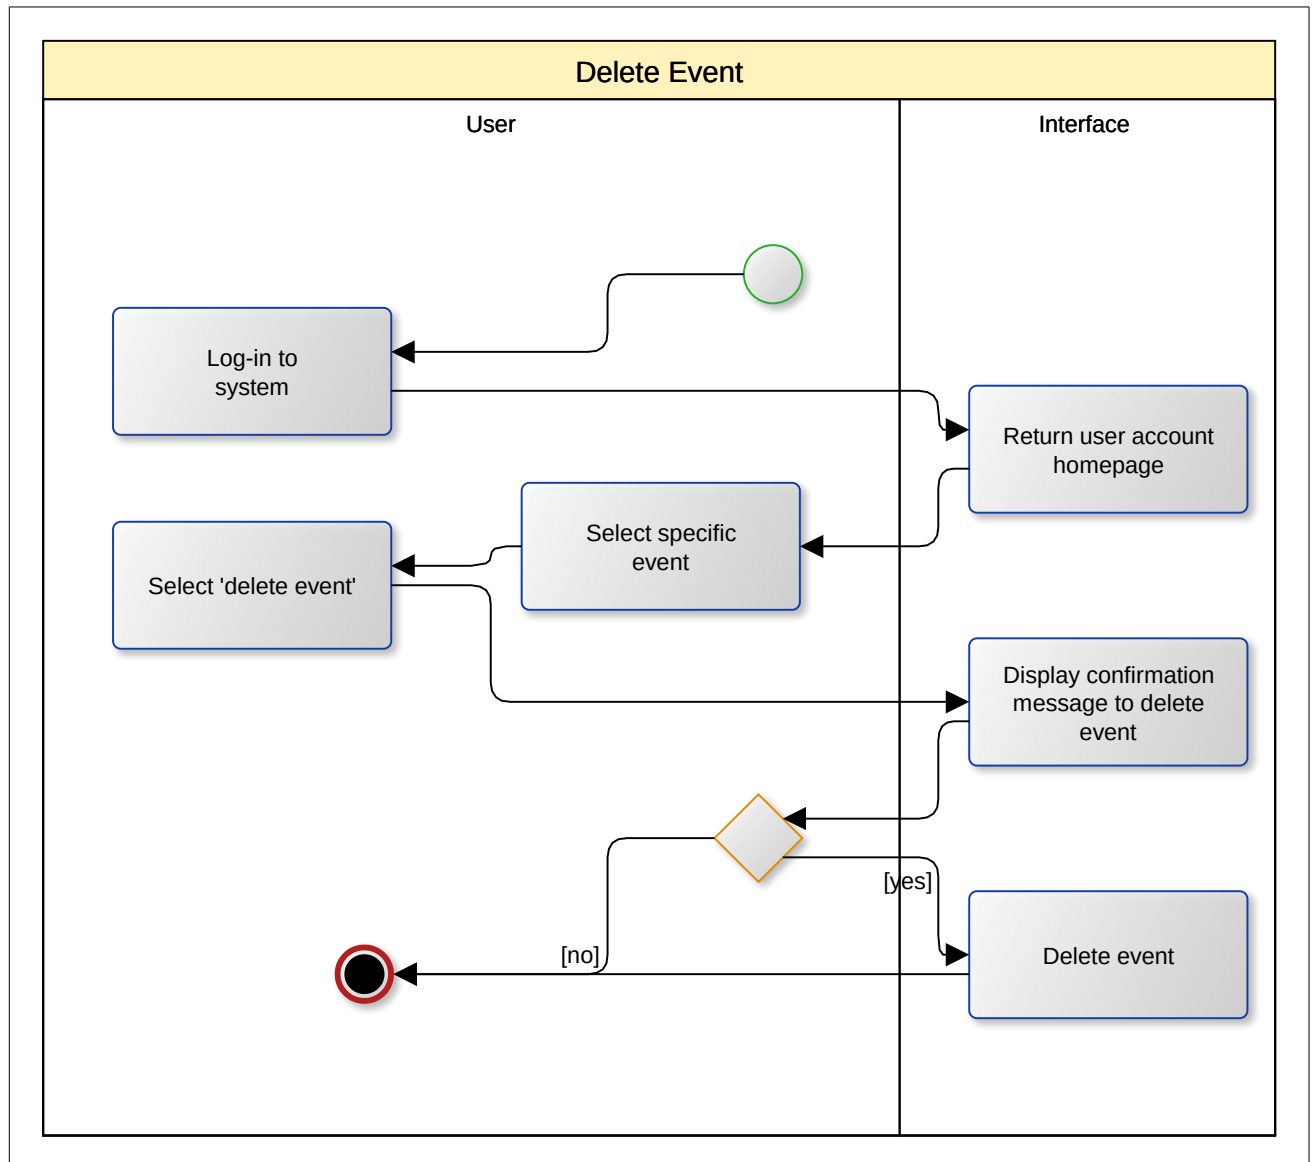 Delete Event
User
Interface
Log-in to
system
Return user account
homepage
Select specific
event
Select 'delete event'
Display confirmation
message to delete
event
[yes]
[no]
Delete event